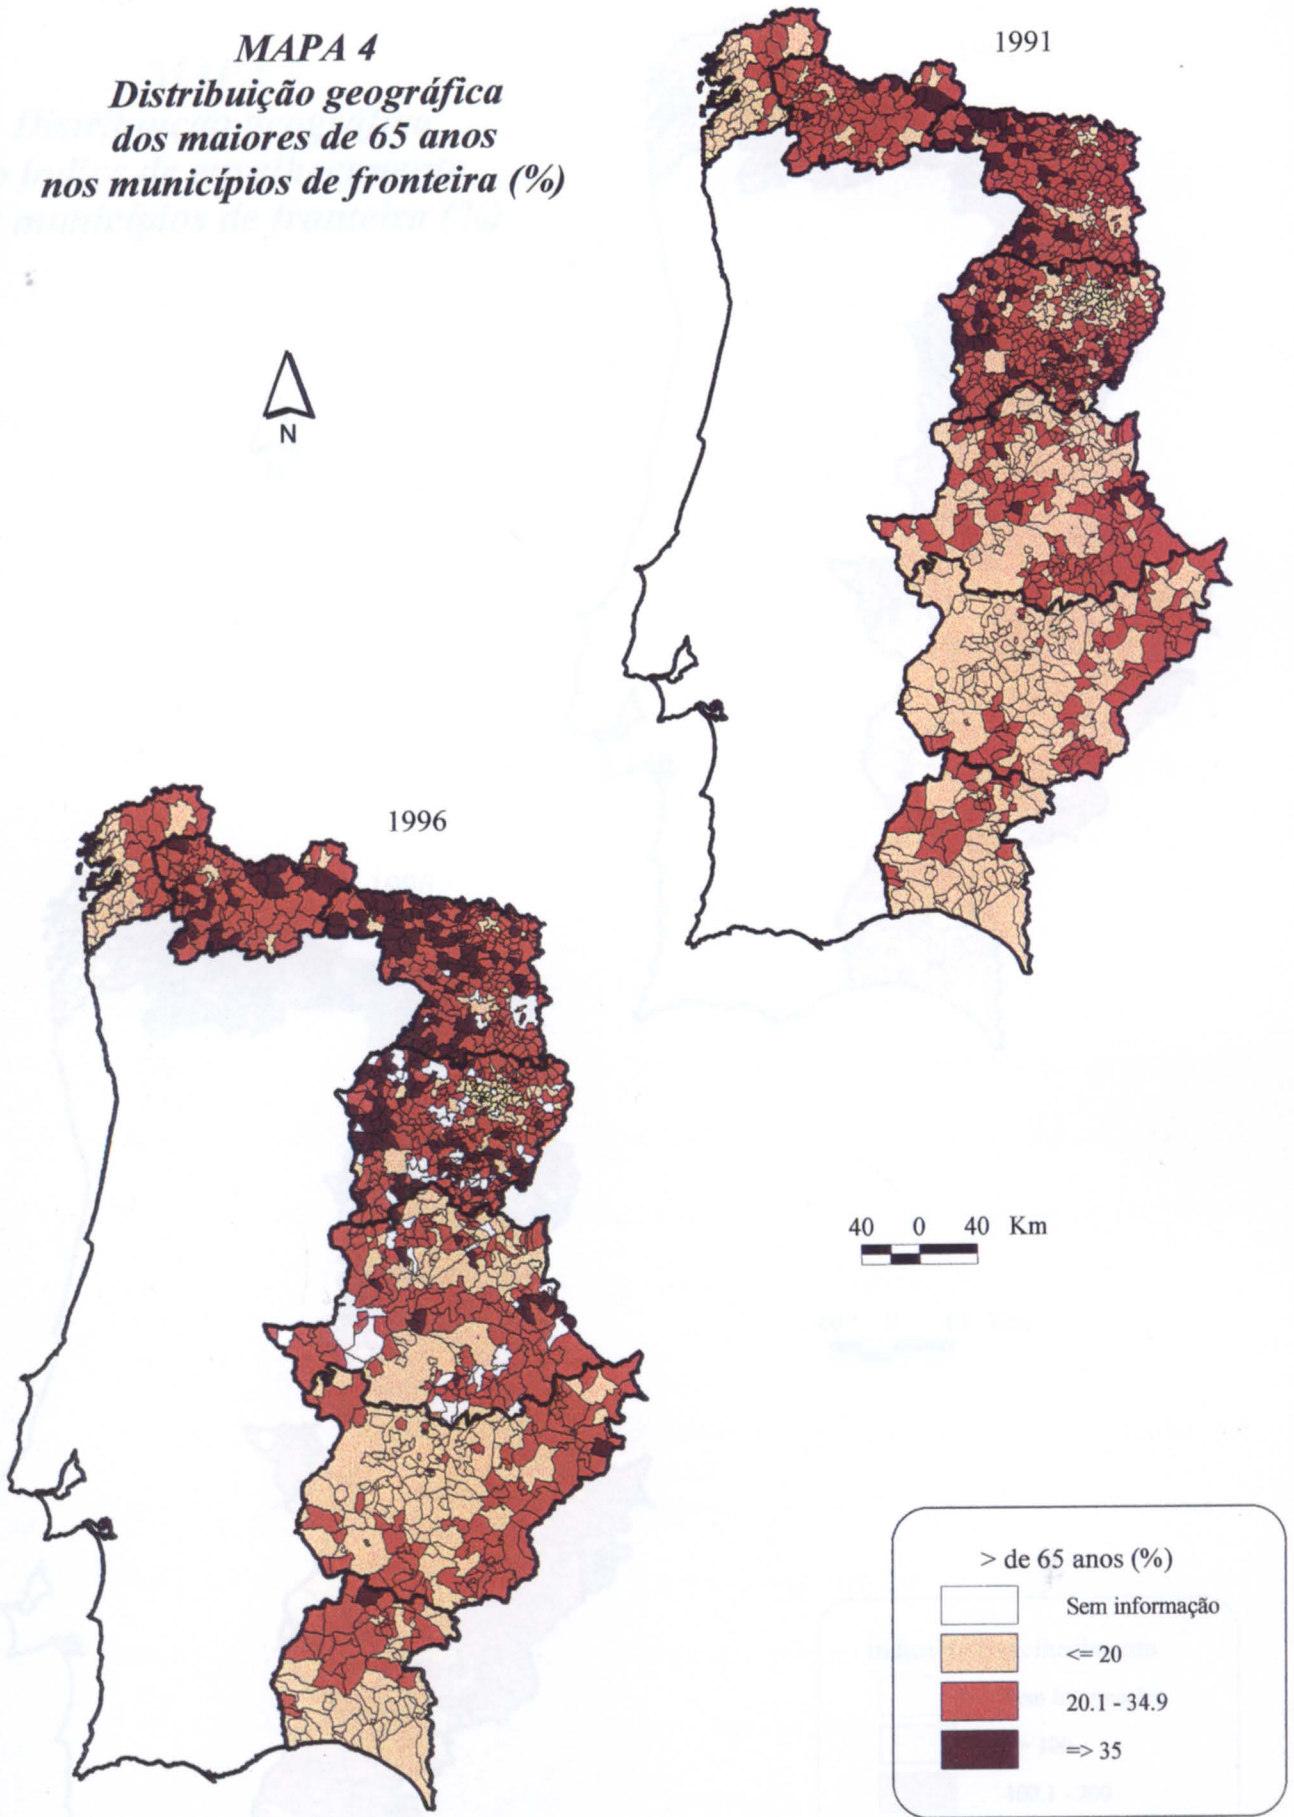 MAPA 4
Distribuição geográfica
dos maiores de 65 anos
nos municípios de fronteira (%)
1991
N
1996
40 0 40 Km
> de 65 anos (%)
Sem informação
<= 20
20.1 - 34.9
=> 35